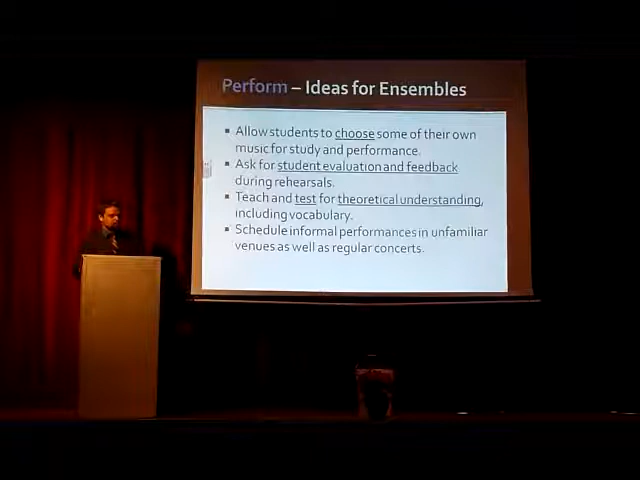 Perform – Ideas for Ensembles
▪ Allow students to choose some of their own
music for study and performance.
▪ Ask for student evaluation and feedback
during rehearsals.
▪ Teach and test for theoretical understanding,
including vocabulary.
▪ Schedule informal performances in unfamiliar
venues as well as regular concerts.